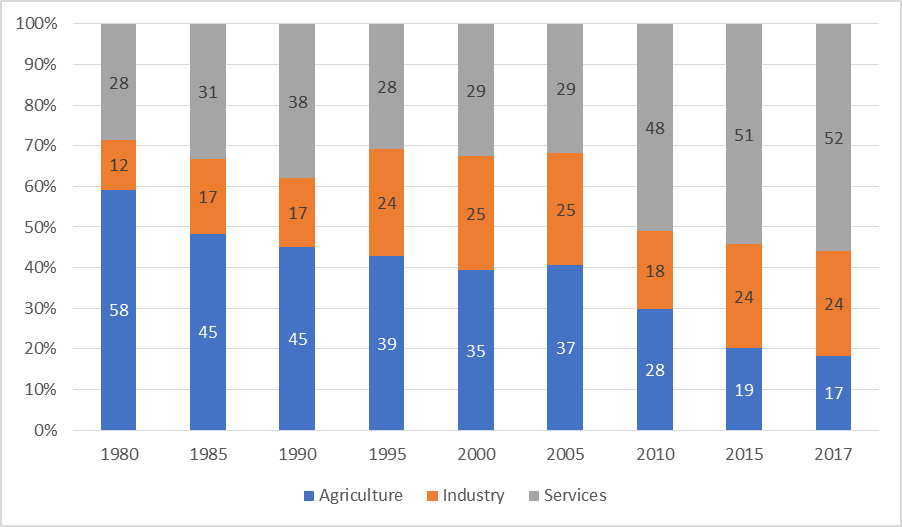 100%
90%
80%
70%
60%
50%
40%
30%
20%
10%
0%
28 31 38 28 29 29 48 51 52
12 17 17 24 25 25 18 24 24
58 45 45 39 35 37 28 19 17
1980 1985 1990 1995 2000 2005 2010 2015 2017
Agriculture Industry Services